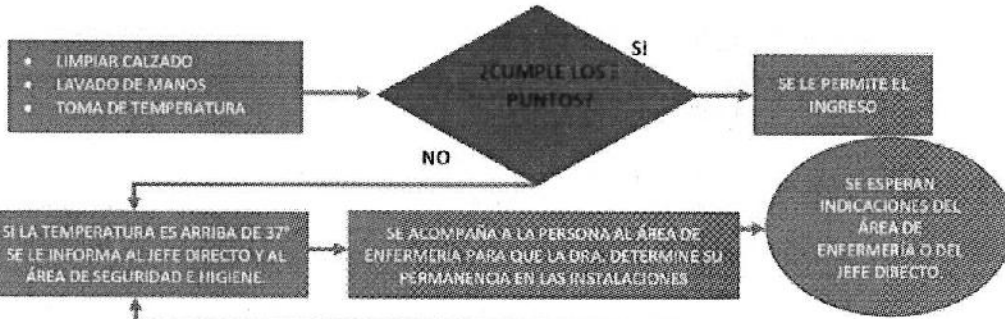 • LIMPIAR CALZADO
• LAVADO DE MANOS
• TOMA DE TEMPERATURA
¿CUMPLE LOS
PUNTOS?
SI
SE LE PERMITE EL
INGRESO
NO
SI LA TEMPERATURA ES ARRIBA DE 37°
SE LE INFORMA AL JEFE DIRECTO Y AL
ÁREA DE SEGURIDAD E HIGIENE.
SE ACOMPAÑA A LA PERSONA AL ÁREA DE
ENFERMERIA PARA QUE LA DRA. DETERMINE SU
PERMANENCIA EN LAS INSTALACIONES
SE ESPERAN
INDICACIONES DEL
ÁREA DE
ENFERMERÍA O DEL
JEFE DIRECTO.